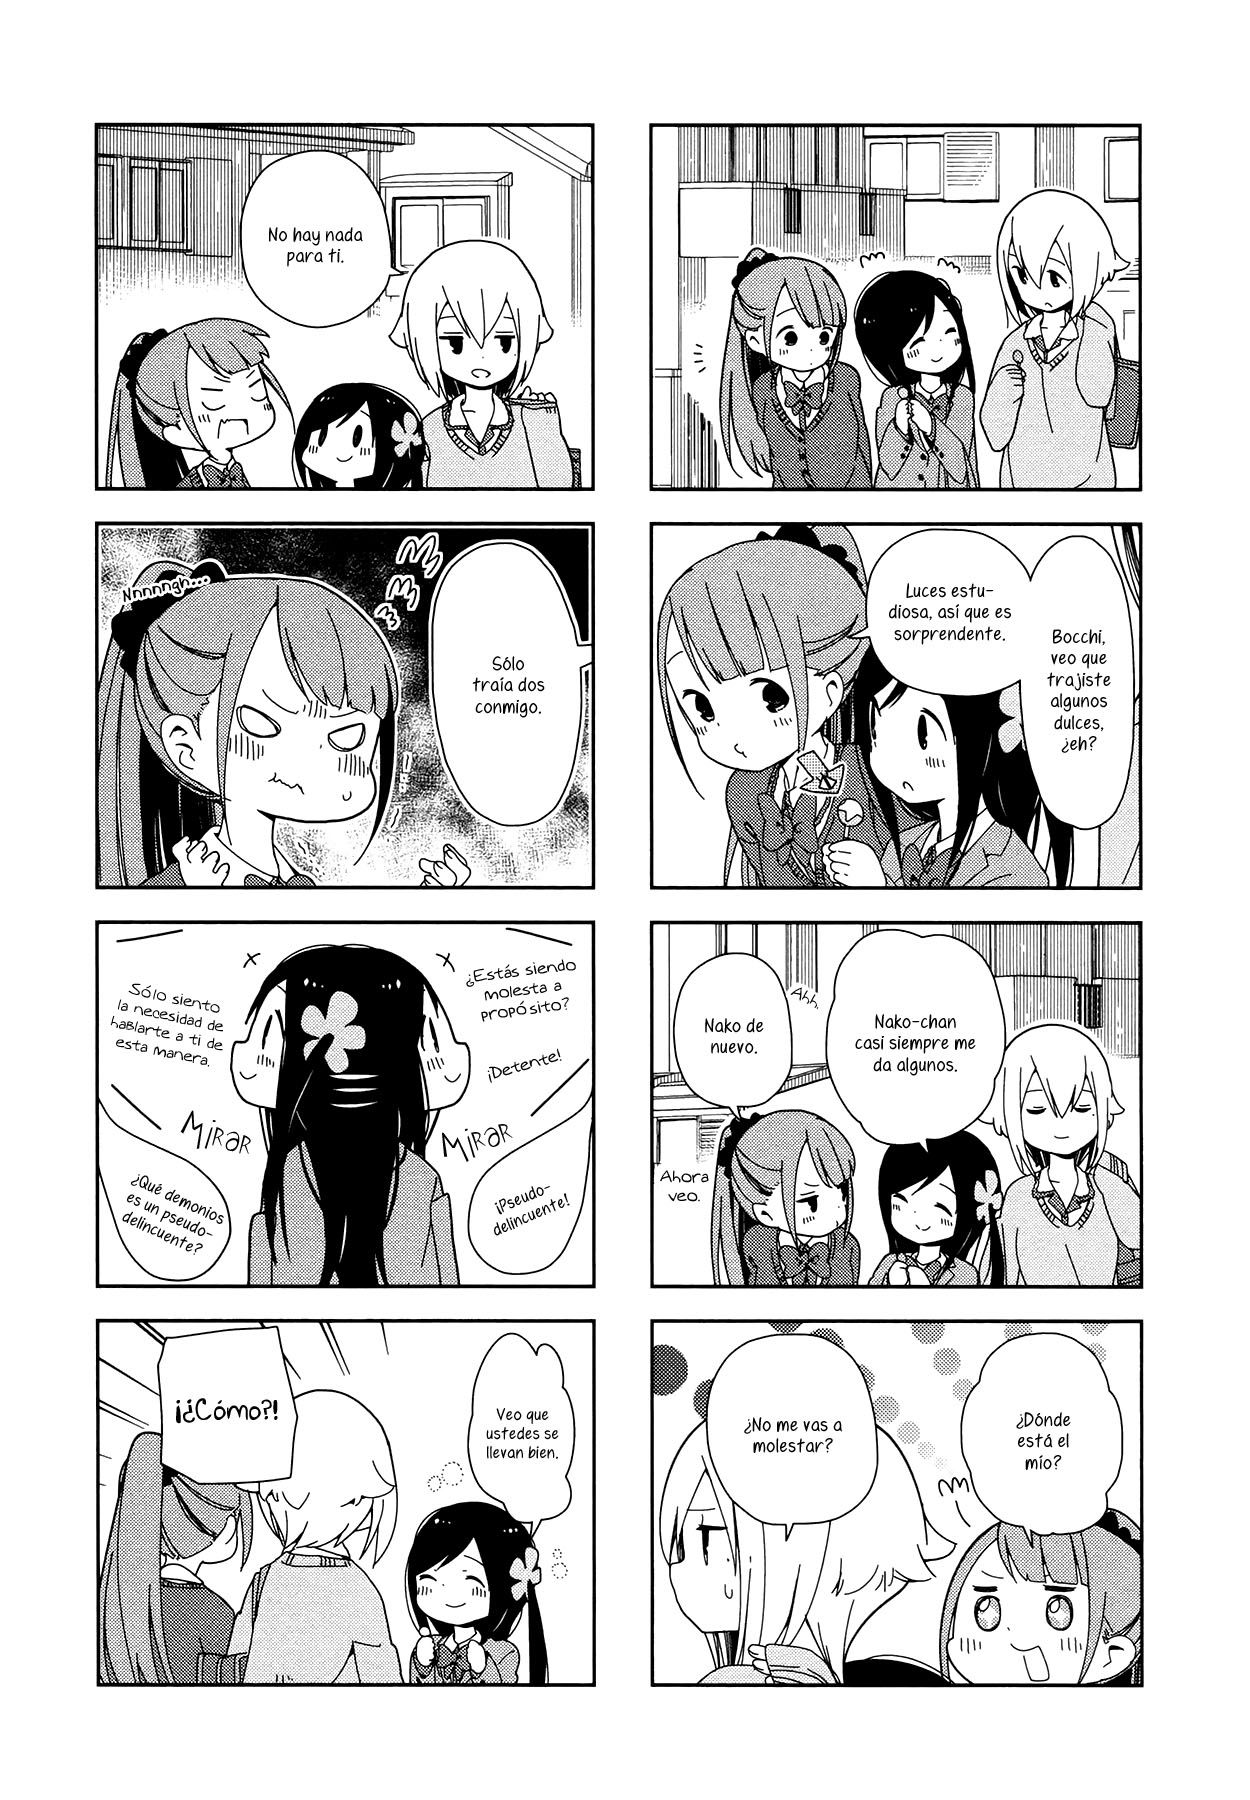 Bocchi,
veo que
trajiste
algunos
dulces,
¿eh?
Luces estu-
diosa, así que es
sorprendente.
Nako-chan
casi siempre me
da algunos.
Ahh.
Nako de
nuevo.
Ahora
veo.
¿Dónde
está el
mío?
¿No me vas a
molestar?
No hay nada
para ti.
Sólo
traía dos
conmigo.
Nnnnngh...
¿Estás siendo
molesta a
propósito?
¡Detente!
Sólo siento
la necesidad de
hablarte a ti de
esta manera.
MIRAR
MIRAR
¡Pseudo-
delincuente!
¿Qué demonios
es un pseudo-
delincuente?
Veo que
ustedes se
llevan bien.
¡¿Cómo?!